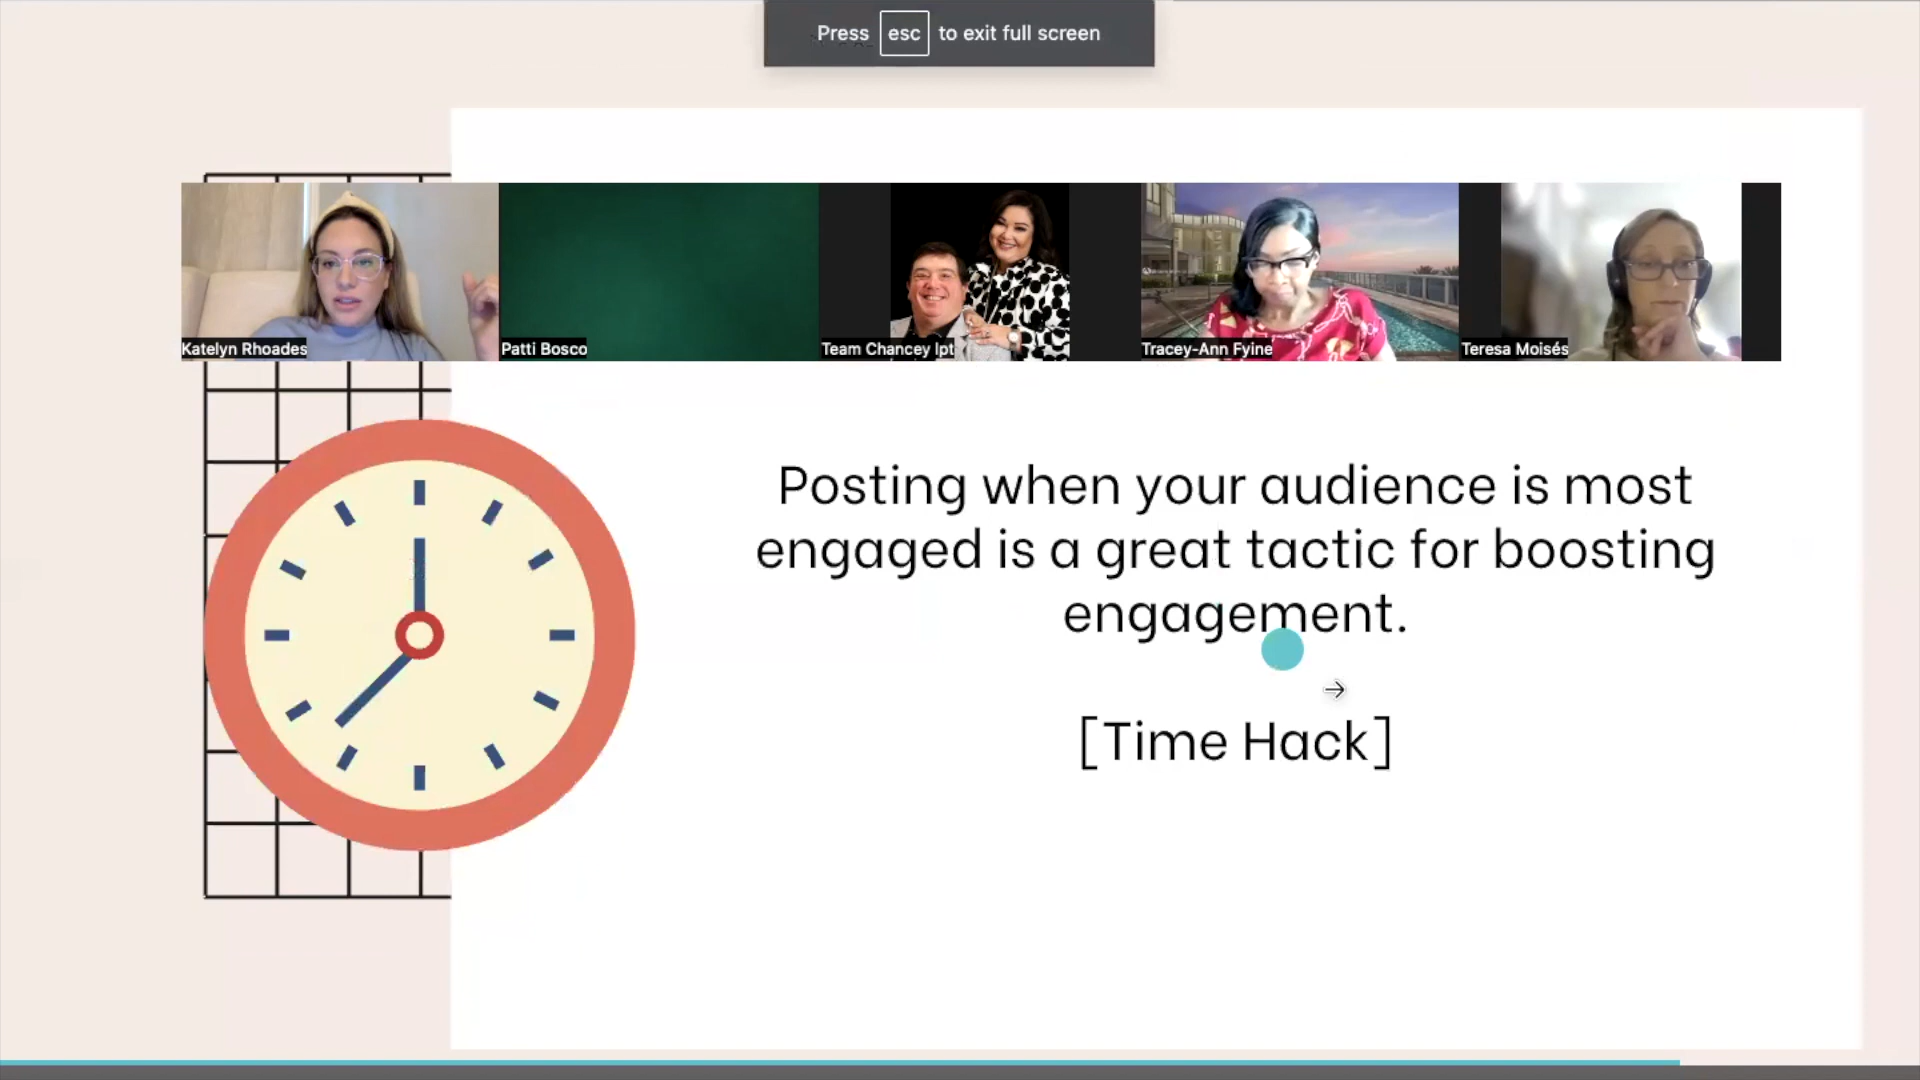 Press esc to exit full screen
Katelyn Rhoades
Patti Bosco
Team Chancey lpt
Tracey-Ann Fyine
Teresa Moisés
Posting when your audience is most
engaged is a great tactic for boosting
engagement.
[Time Hack]